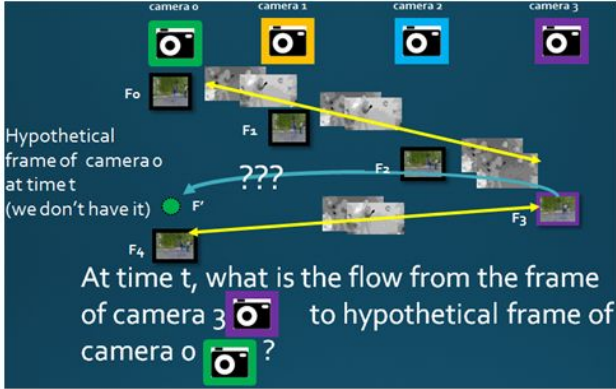 camera 0 camera 1 camera 2 camera 3
F0
F1
Hypothetical
frame of camera 0
at time t
(we don't have it)
???
F2
F'
F3
F4
At time t, what is the flow from the frame
of camera 3 to hypothetical frame of
camera 0 ?